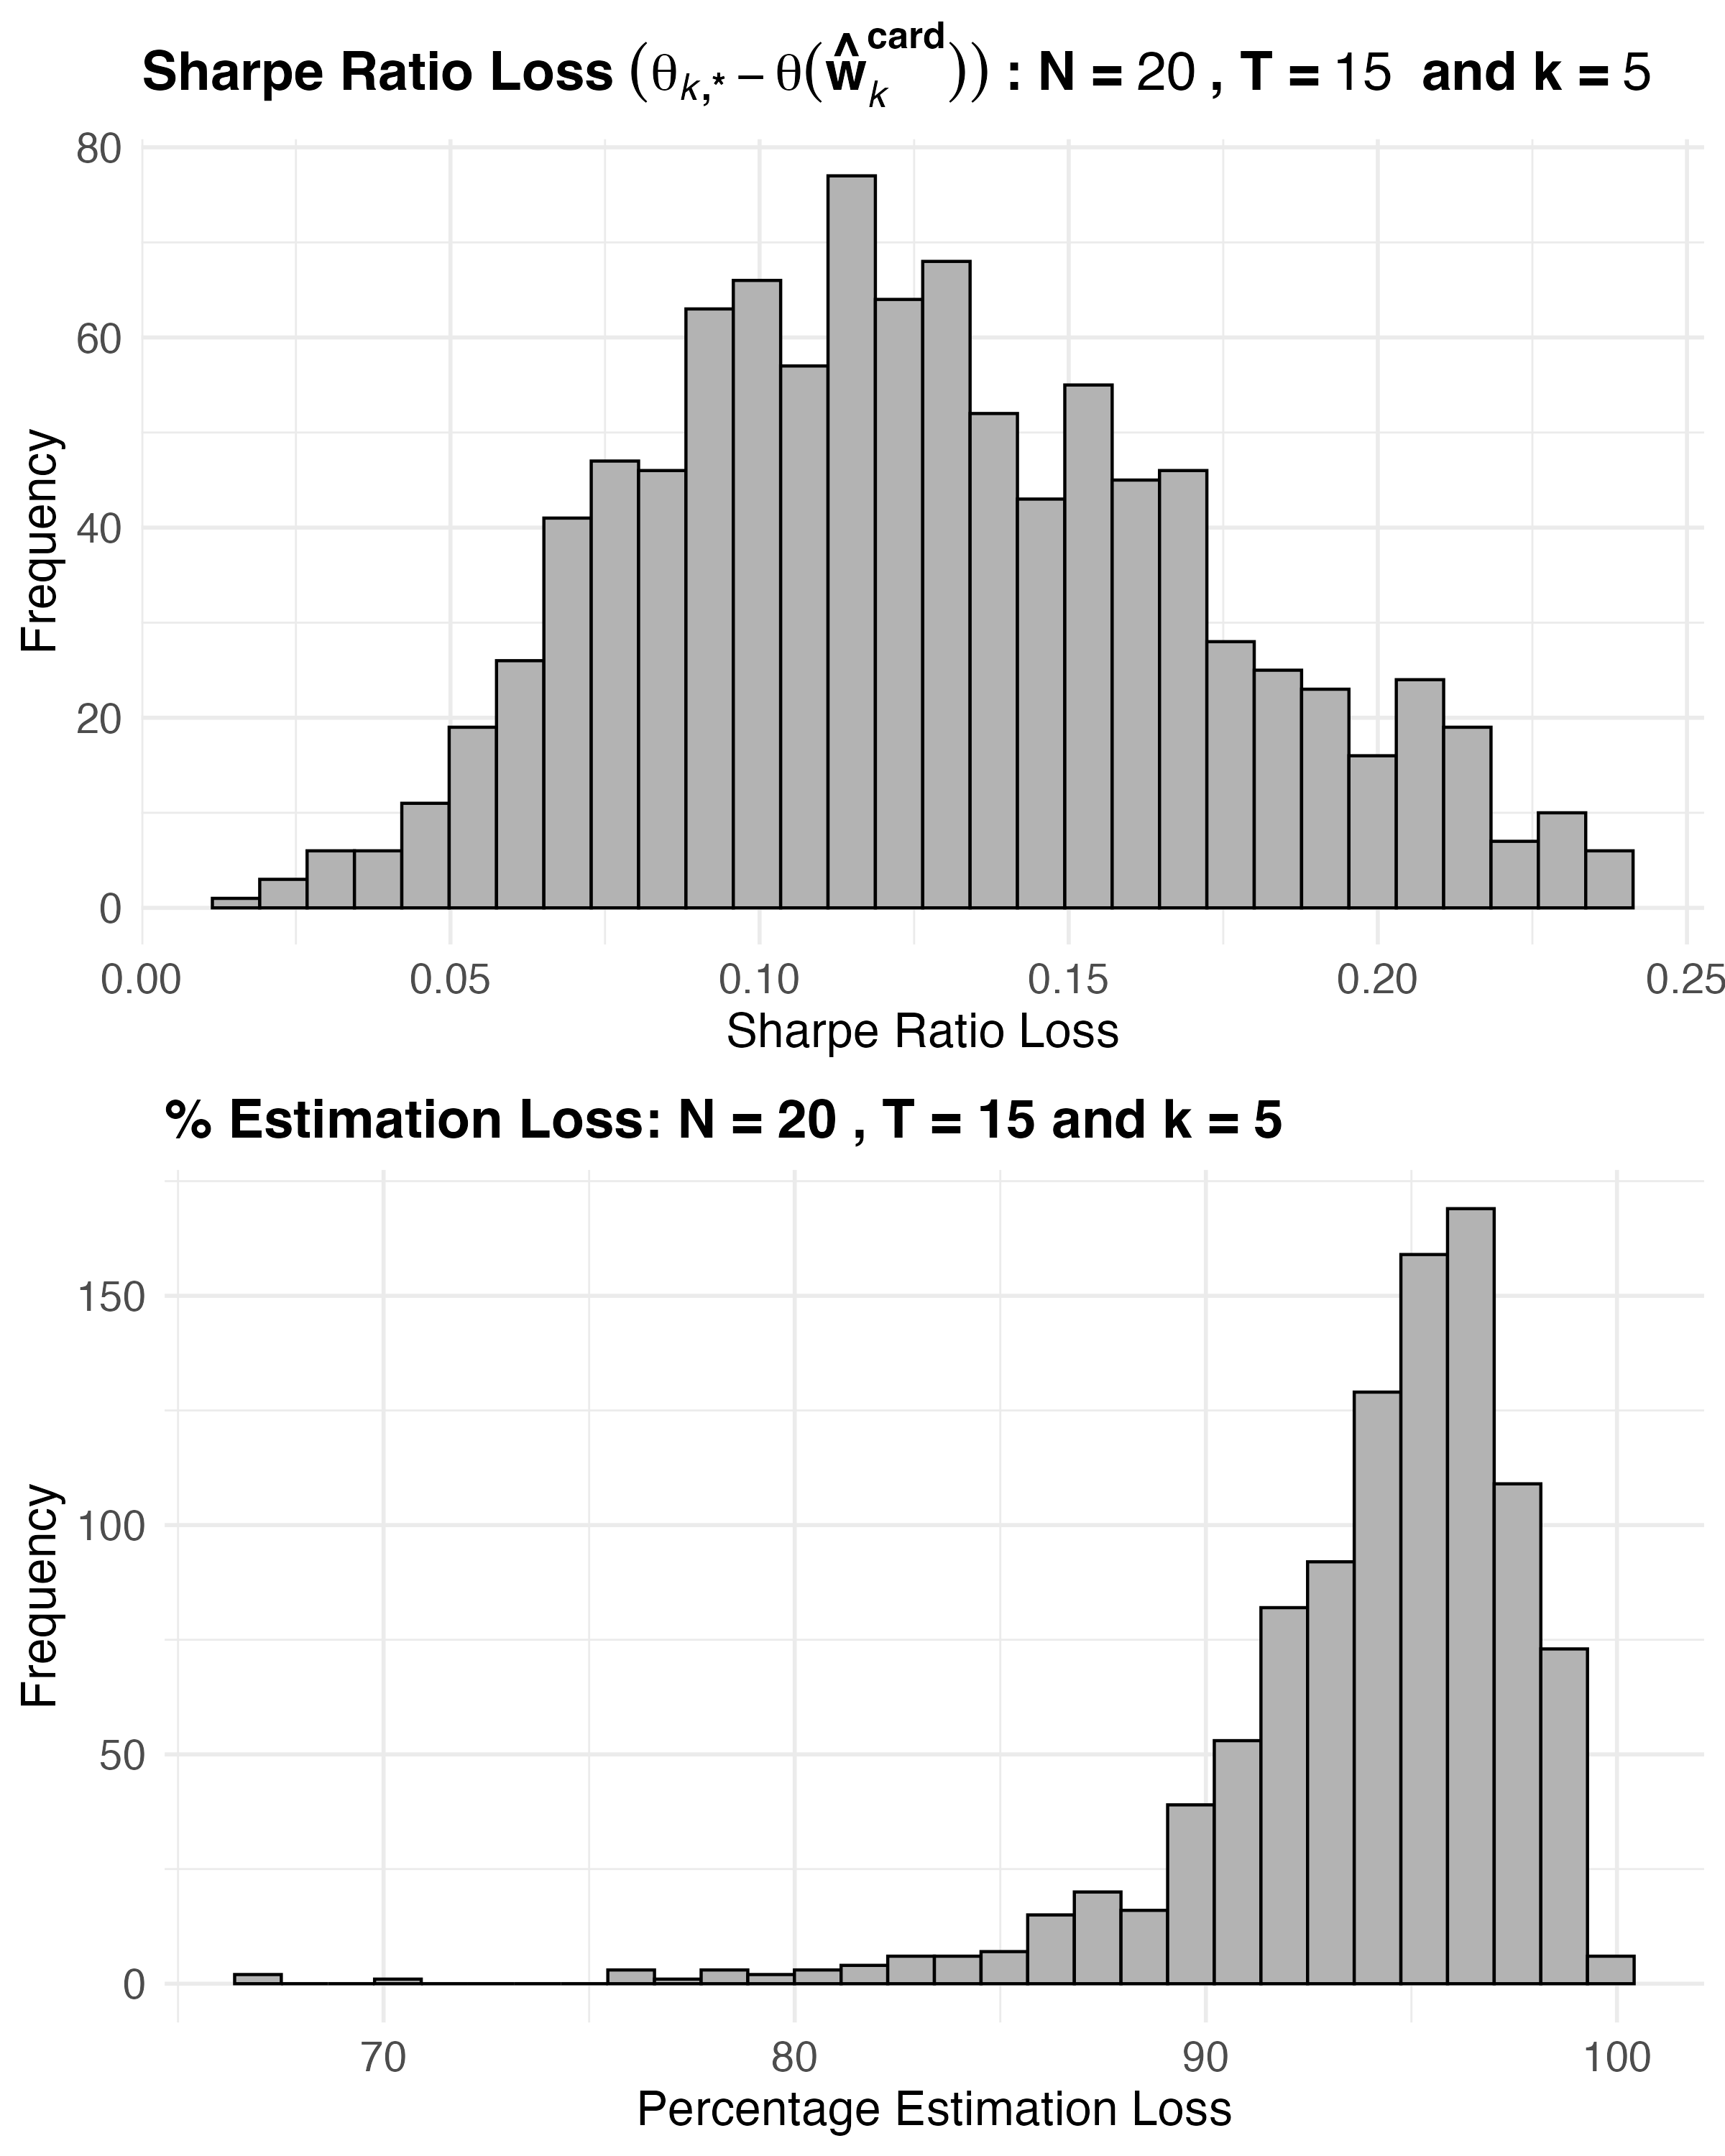 Sharpe Ratio Loss (θk,* − θ(ŵk^card)) : N = 20 , T = 15 and k = 5
80
60
40
20
0
Frequency
0.00 0.05 0.10 0.15 0.20 0.25
Sharpe Ratio Loss
% Estimation Loss: N = 20 , T = 15 and k = 5
150
100
50
0
Frequency
70 80 90 100
Percentage Estimation Loss